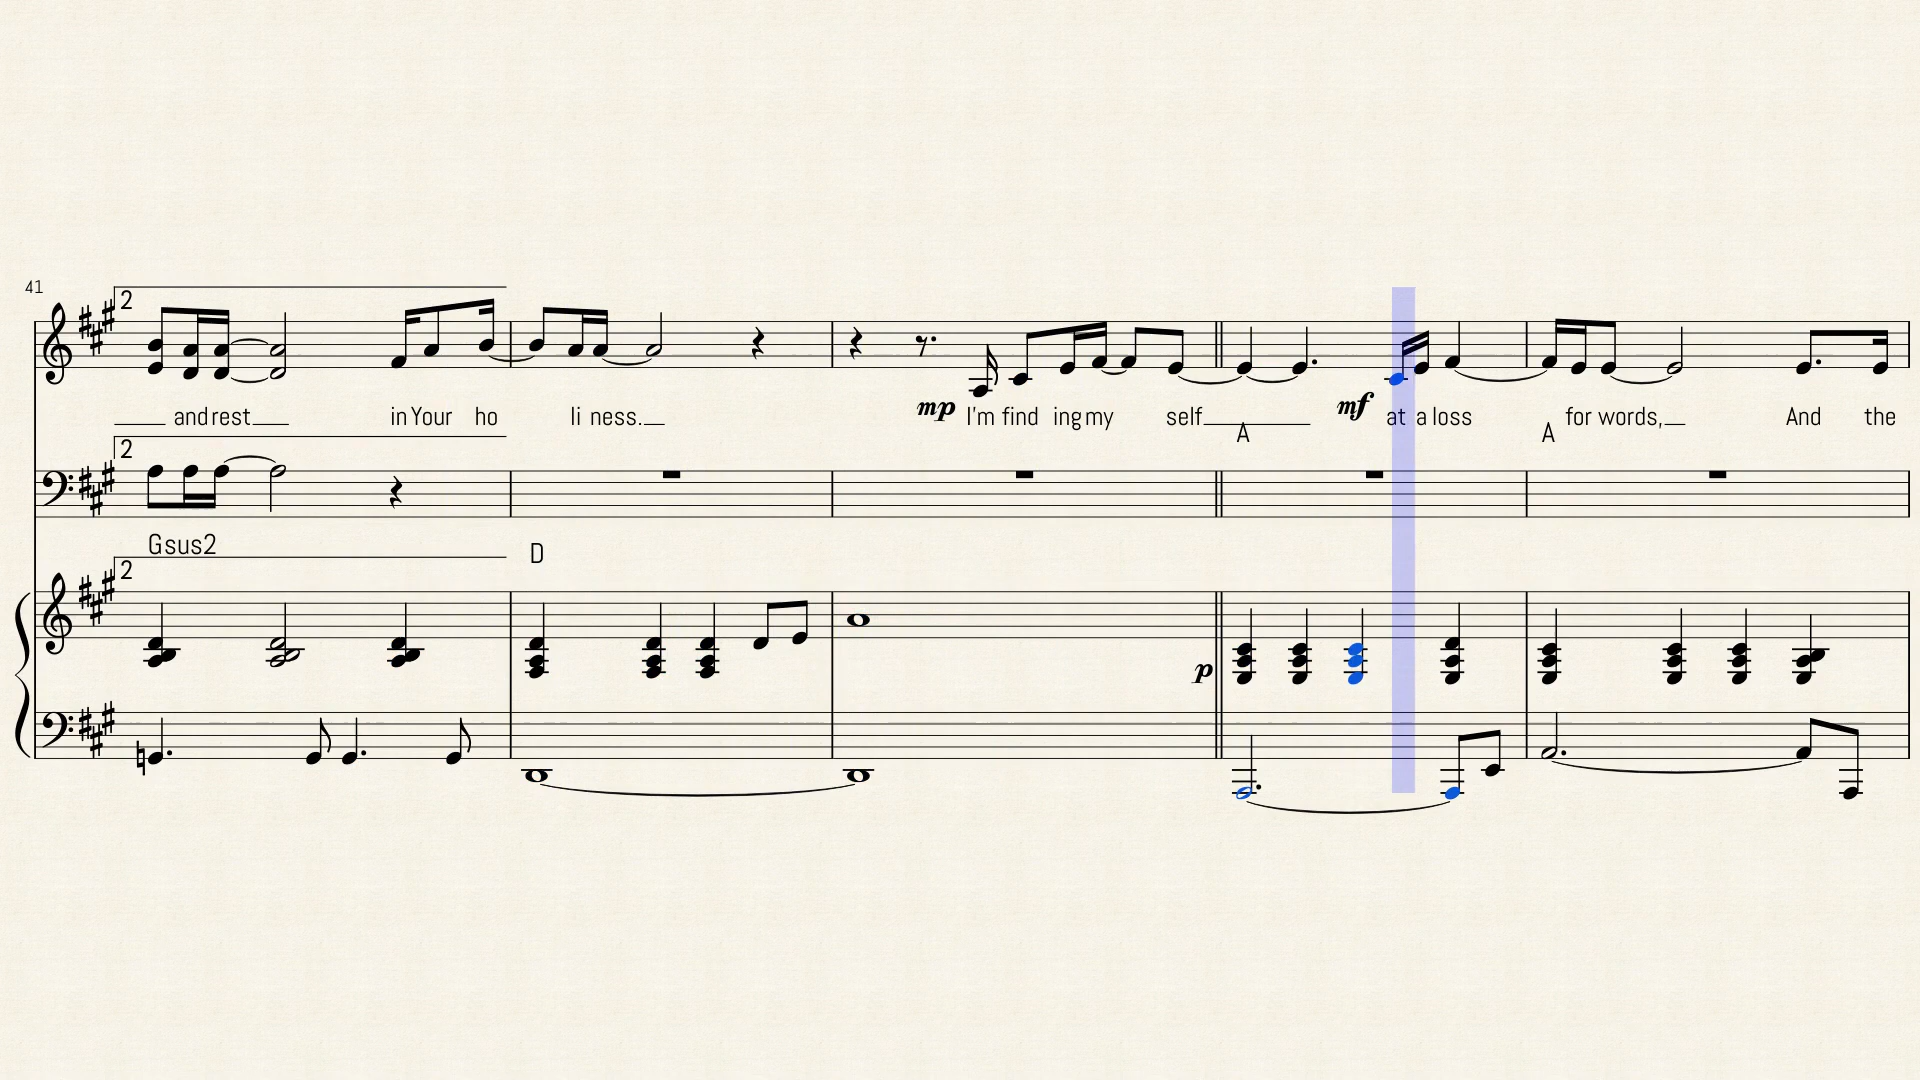 41
2
and rest in Your ho li ness. I'm find ing my self at a loss for words, And the
mp mf
A A
2
Gsus2 D
2
p